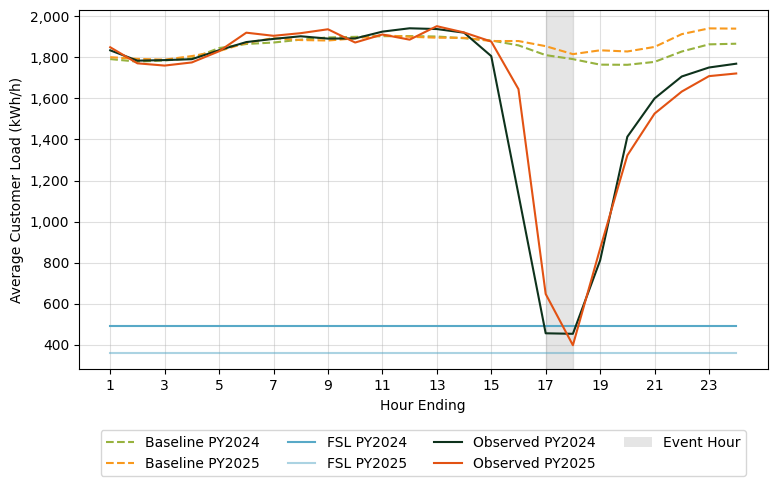 2,000
1,800
1,600
1,400
1,200
1,000
800
600
400
Average Customer Load (kWh/h)
1 3 5 7 9 11 13 15 17 19 21 23
Hour Ending
Baseline PY2024 FSL PY2024 Observed PY2024 Event Hour
Baseline PY2025 FSL PY2025 Observed PY2025